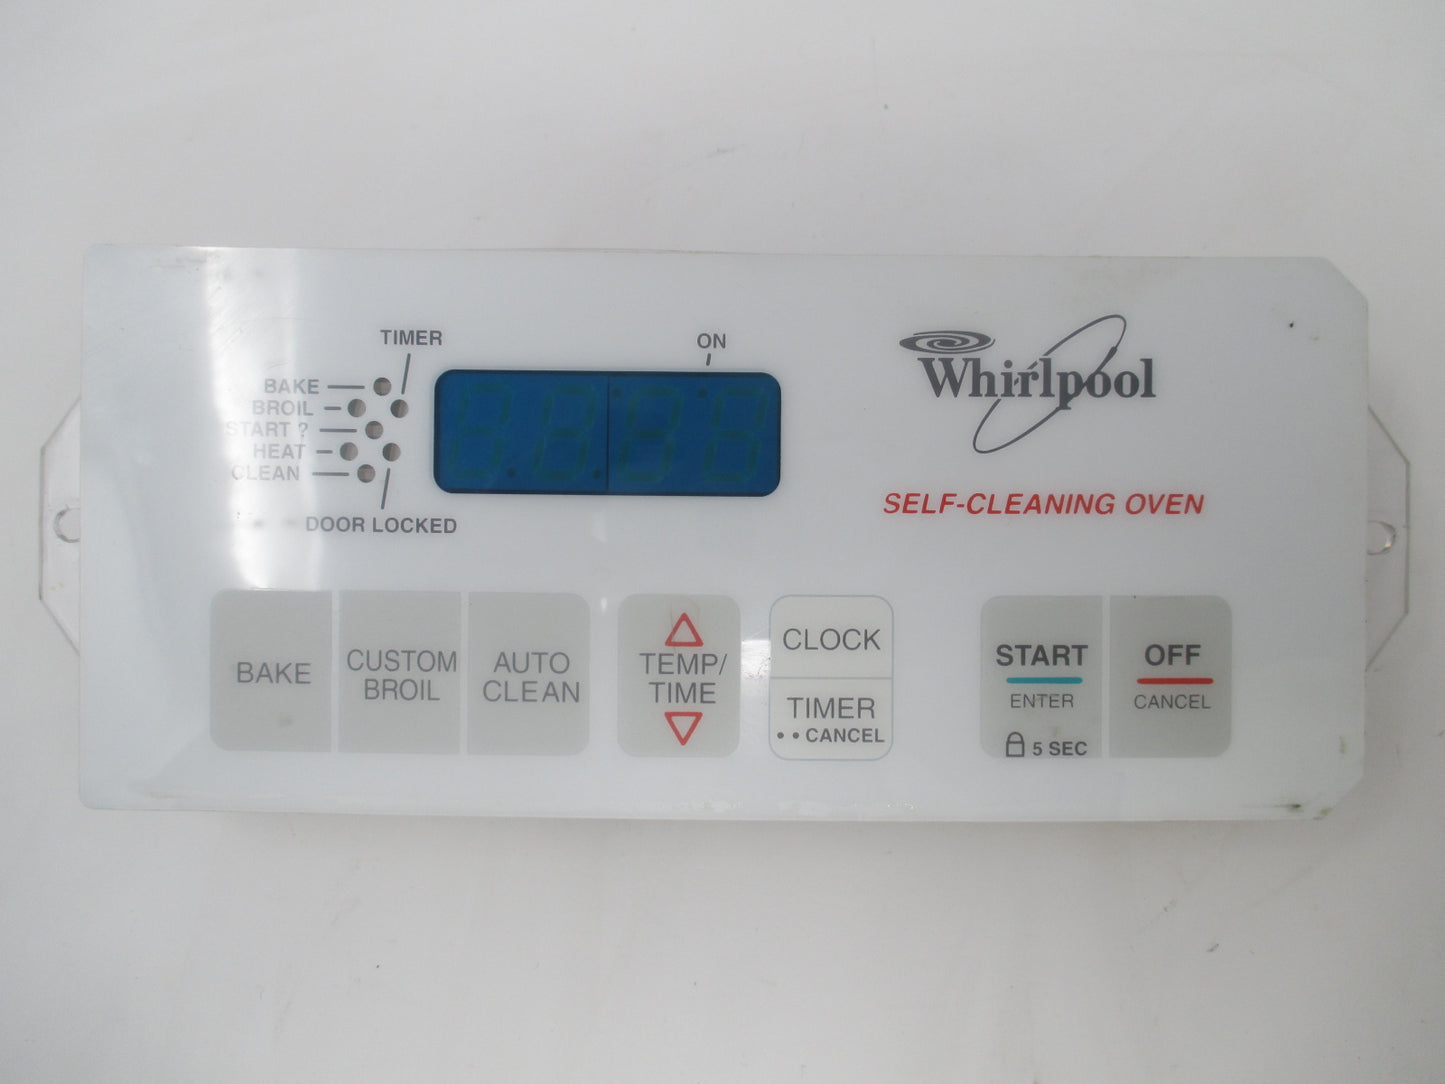 TIMER
ON
BAKE
BROIL
START ?
HEAT
CLEAN
DOOR LOCKED
Whirlpool
SELF-CLEANING OVEN
BAKE
CUSTOM
BROIL
AUTO
CLEAN
TEMP/
TIME
CLOCK
TIMER
••CANCEL
START
ENTER
5 SEC
OFF
CANCEL